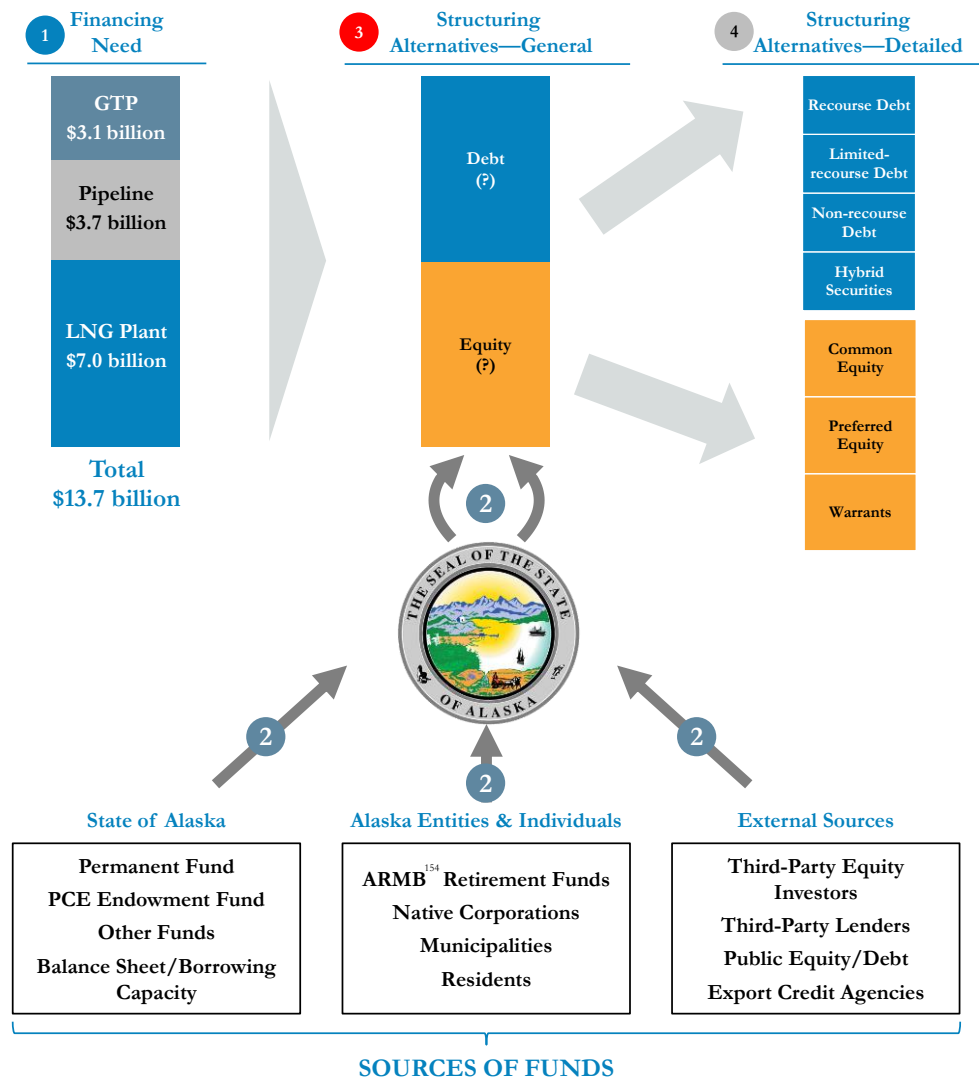 1
Financing
Need
GTP
$3.1 billion
Pipeline
$3.7 billion
LNG Plant
$7.0 billion
Total
$13.7 billion
3
Structuring
Alternatives—General
Debt
(?)
Equity
(?)
4
Structuring
Alternatives—Detailed
Recourse Debt
Limited-
recourse Debt
Non-recourse
Debt
Hybrid
Securities
Common
Equity
Preferred
Equity
Warrants
2
THE SEAL OF THE STATE
OF ALASKA
2
2
2
State of Alaska
Permanent Fund
PCE Endowment Fund
Other Funds
Balance Sheet/Borrowing
Capacity
Alaska Entities & Individuals
ARMB154 Retirement Funds
Native Corporations
Municipalities
Residents
External Sources
Third-Party Equity
Investors
Third-Party Lenders
Public Equity/Debt
Export Credit Agencies
SOURCES OF FUNDS